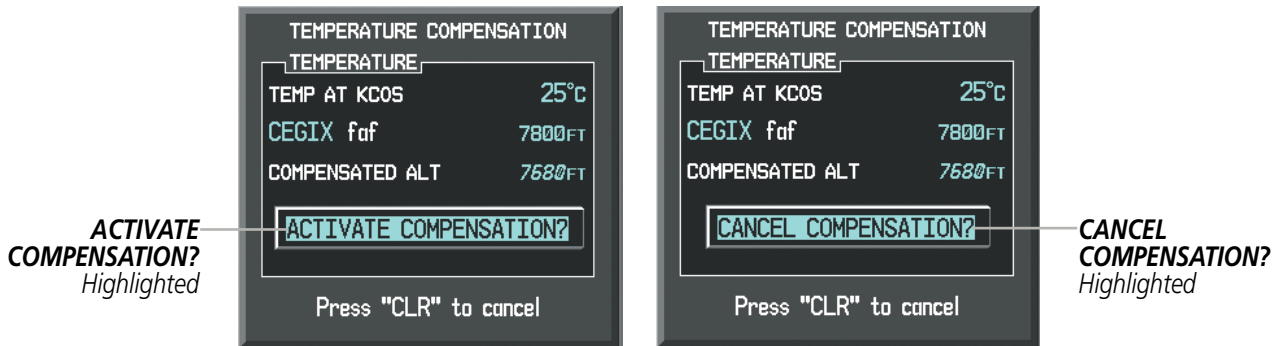 TEMPERATURE COMPENSATION
TEMPERATURE
TEMP AT KCOS 25°C
CEGIX faf 7800FT
COMPENSATED ALT 7680FT
ACTIVATE COMPENSATION?
Press "CLR" to cancel
ACTIVATE
COMPENSATION?
Highlighted
TEMPERATURE COMPENSATION
TEMPERATURE
TEMP AT KCOS 25°C
CEGIX faf 7800FT
COMPENSATED ALT 7680FT
CANCEL COMPENSATION?
Press "CLR" to cancel
CANCEL
COMPENSATION?
Highlighted